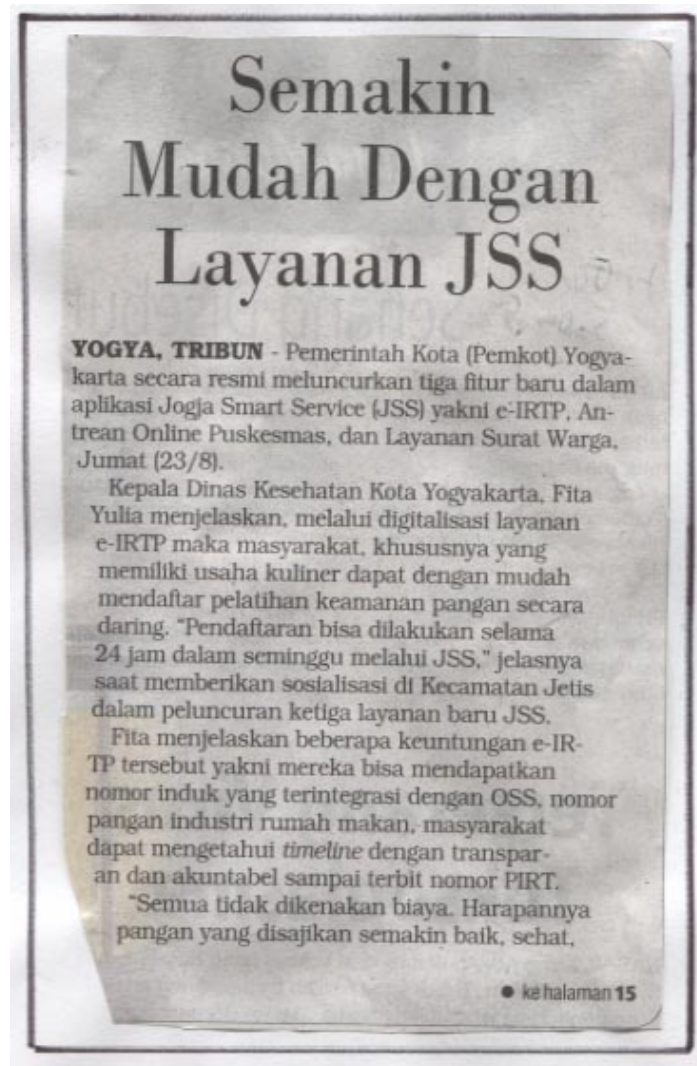 Semakin
Mudah Dengan
Layanan JSS
YOGYA, TRIBUN - Pemerintah Kota (Pemkot) Yogya-
karta secara resmi meluncurkan tiga fitur baru dalam
aplikasi Jogja Smart Service (JSS) yakni e-IRTP, An-
trean Online Puskesmas, dan Layanan Surat Warga,
Jumat (23/8).
Kepala Dinas Kesehatan Kota Yogyakarta, Fita
Yulia menjelaskan, melalui digitalisasi layanan
e-IRTP maka masyarakat, khususnya yang
memiliki usaha kuliner dapat dengan mudah
mendaftar pelatihan keamanan pangan secara
daring. "Pendaftaran bisa dilakukan selama
24 jam dalam seminggu melalui JSS," jelasnya
saat memberikan sosialisasi di Kecamatan Jetis
dalam peluncuran ketiga layanan baru JSS.
Fita menjelaskan beberapa keuntungan e-IR-
TP tersebut yakni mereka bisa mendapatkan
nomor induk yang terintegrasi dengan OSS, nomor
pangan industri rumah makan, masyarakat
dapat mengetahui timeline dengan transpar-
an dan akuntabel sampai terbit nomor PIRT.
"Semua tidak dikenakan biaya. Harapannya
pangan yang disajikan semakin baik, sehat,
● ke halaman 15